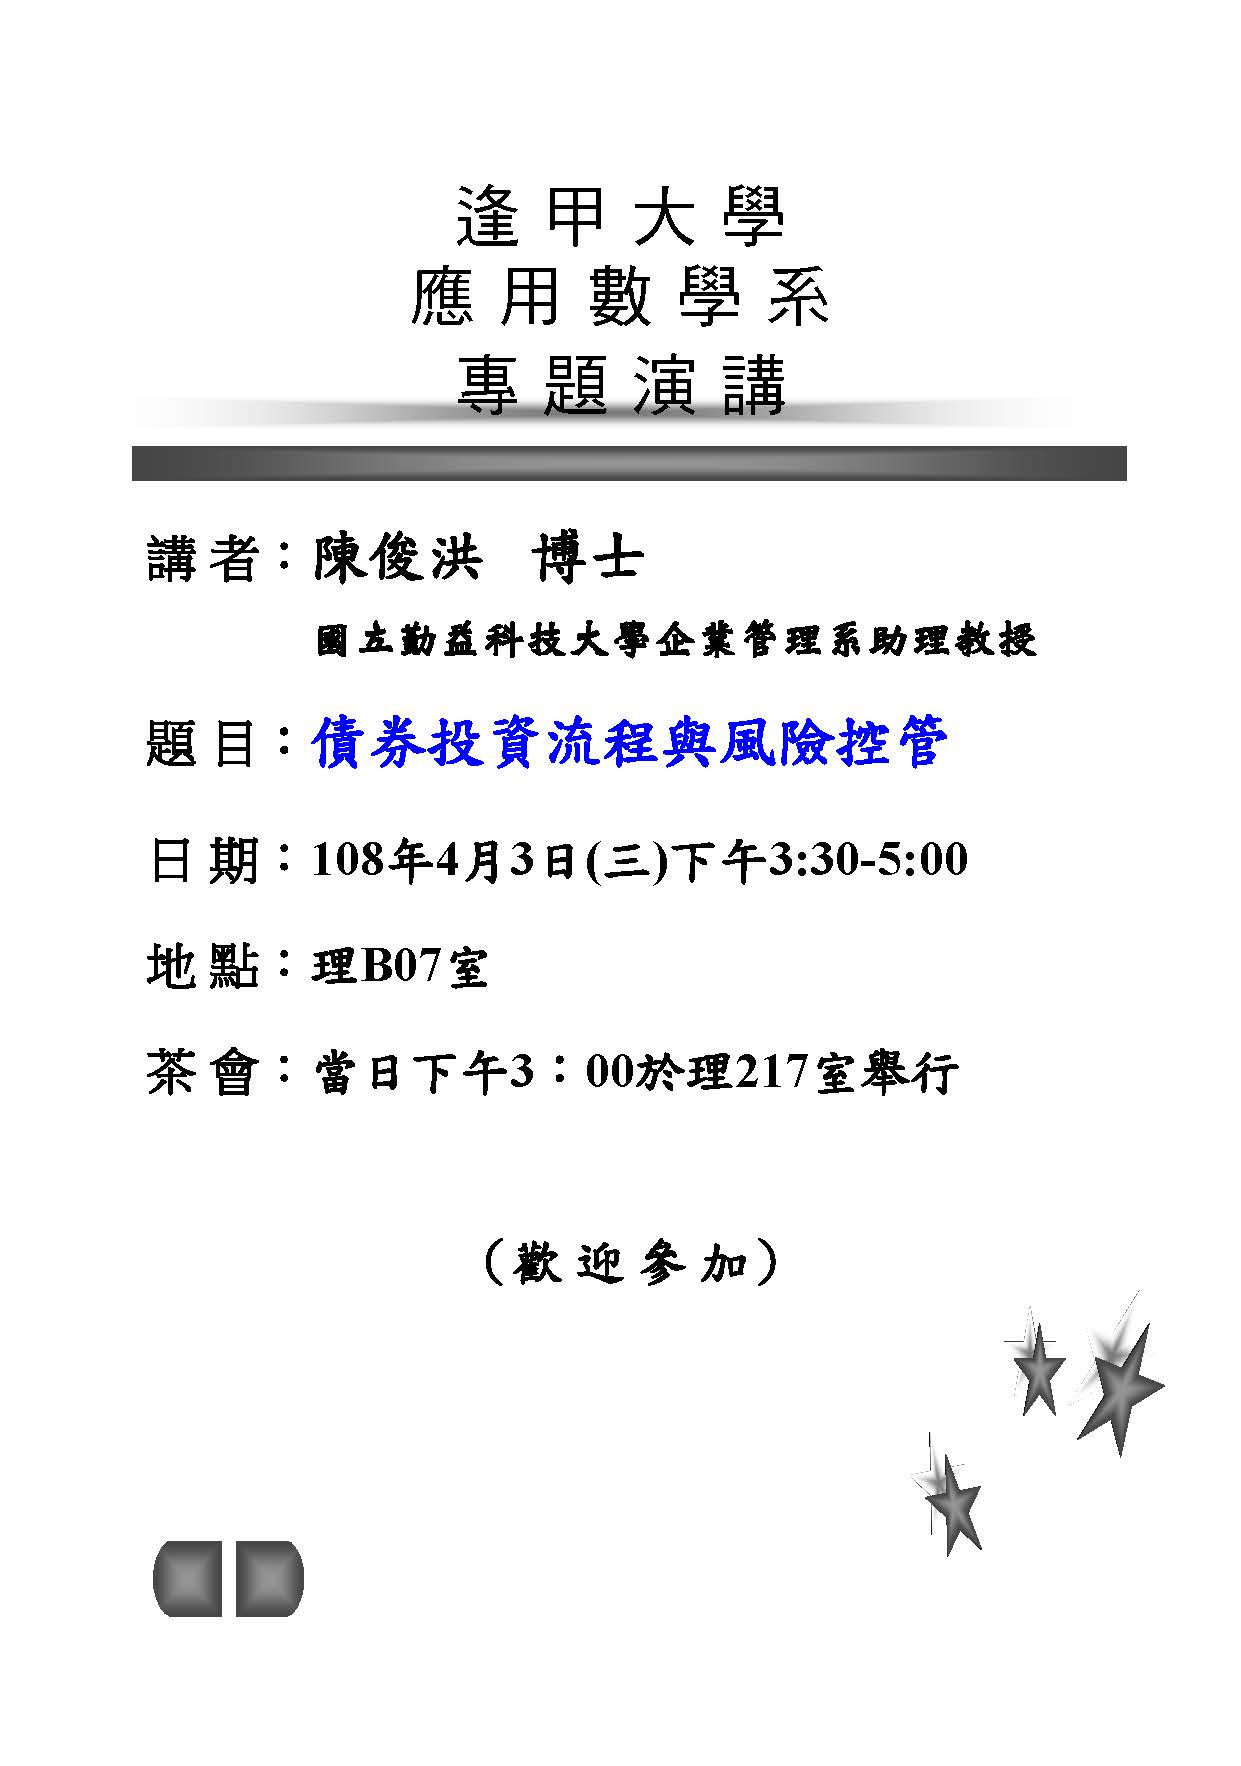 逢甲大學
應用數學系
專題演講
講者：陳俊洪 博士
國立勤益科技大學企業管理系助理教授
題目：債券投資流程與風險控管
日期：108年4月3日(三)下午3:30-5:00
地點：理B07室
茶會：當日下午3：00於理217室舉行
（歡迎參加）